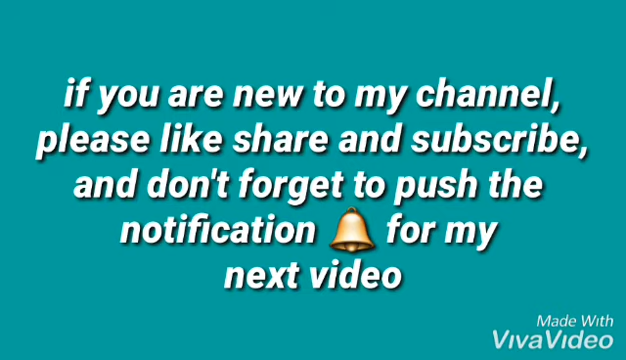 if you are new to my channel,
please like share and subscribe,
and don't forget to push the
notification 🔔 for my
next video
Made With
VivaVideo